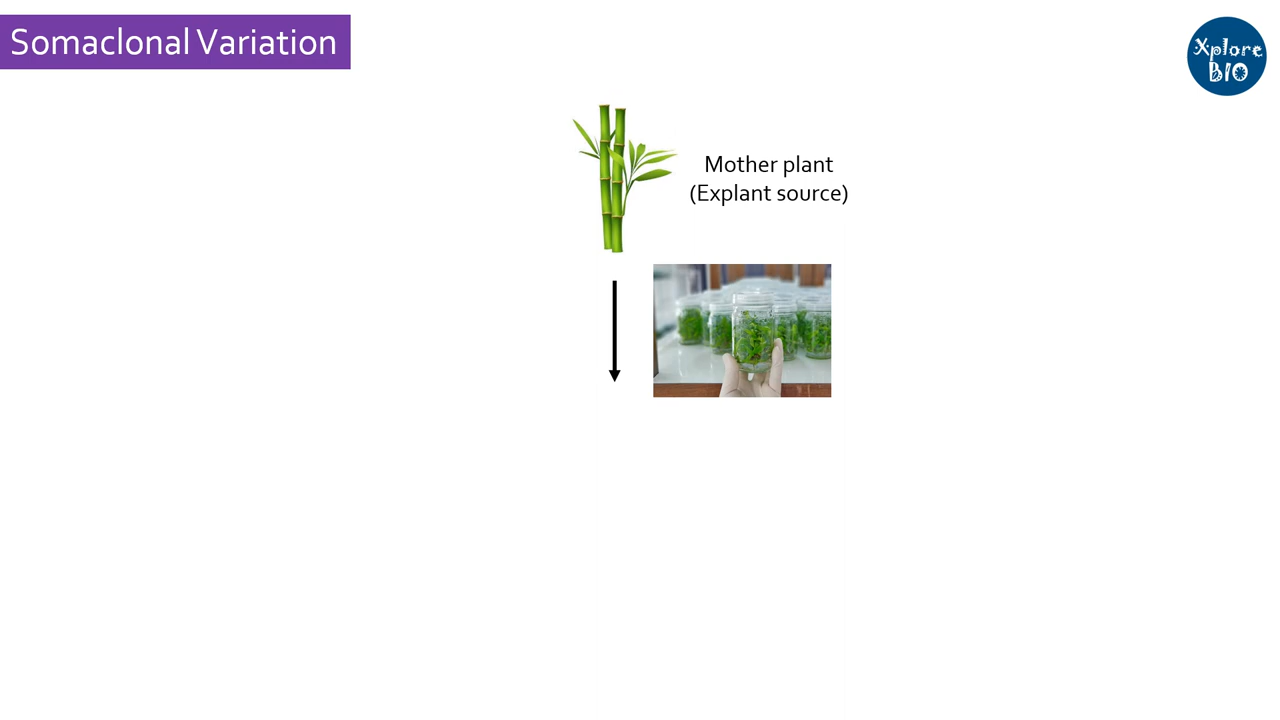 Somaclonal Variation
Xplore
BIO
Mother plant
(Explant source)